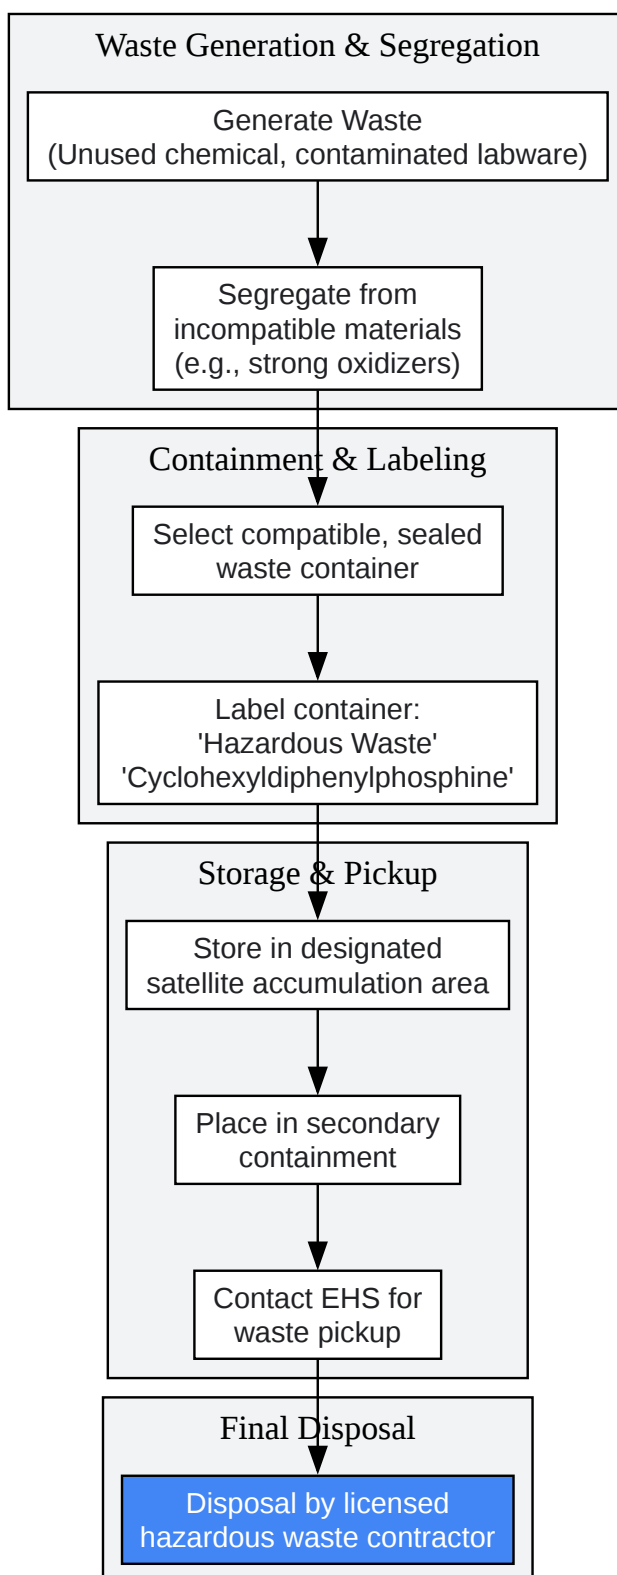 Waste Generation & Segregation
Generate Waste
(Unused chemical, contaminated labware)
Segregate from
incompatible materials
(e.g., strong oxidizers)
Containment & Labeling
Select compatible, sealed
waste container
Label container:
'Hazardous Waste'
'Cyclohexyldiphenylphosphine'
Storage & Pickup
Store in designated
satellite accumulation area
Place in secondary
containment
Contact EHS for
waste pickup
Final Disposal
Disposal by licensed
hazardous waste contractor